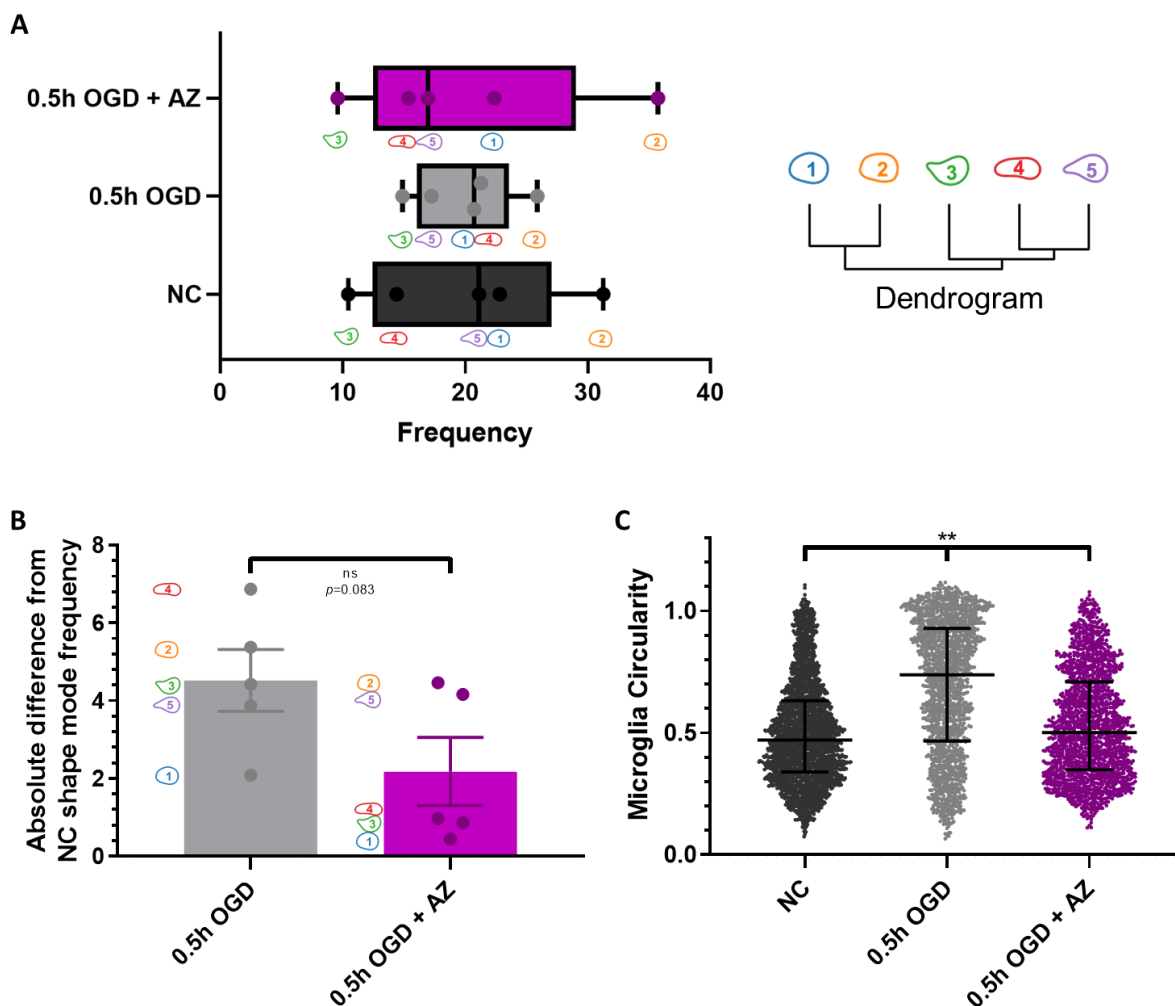 A
0.5h OGD + AZ
3 4 5 1 2
0.5h OGD
3 5 1 4 2
NC
3 4 5 1 2
0 10 20 30 40
Frequency
1 2 3 4 5
Dendrogram
B
Absolute difference from
NC shape mode frequency
8
6
4
2
0
4
2
3
5
1
ns
p=0.083
2
5
4
3
1
0.5h OGD
0.5h OGD + AZ
C
Microglia Circularity
1.0
0.5
0.0
**
NC
0.5h OGD
0.5h OGD + AZ